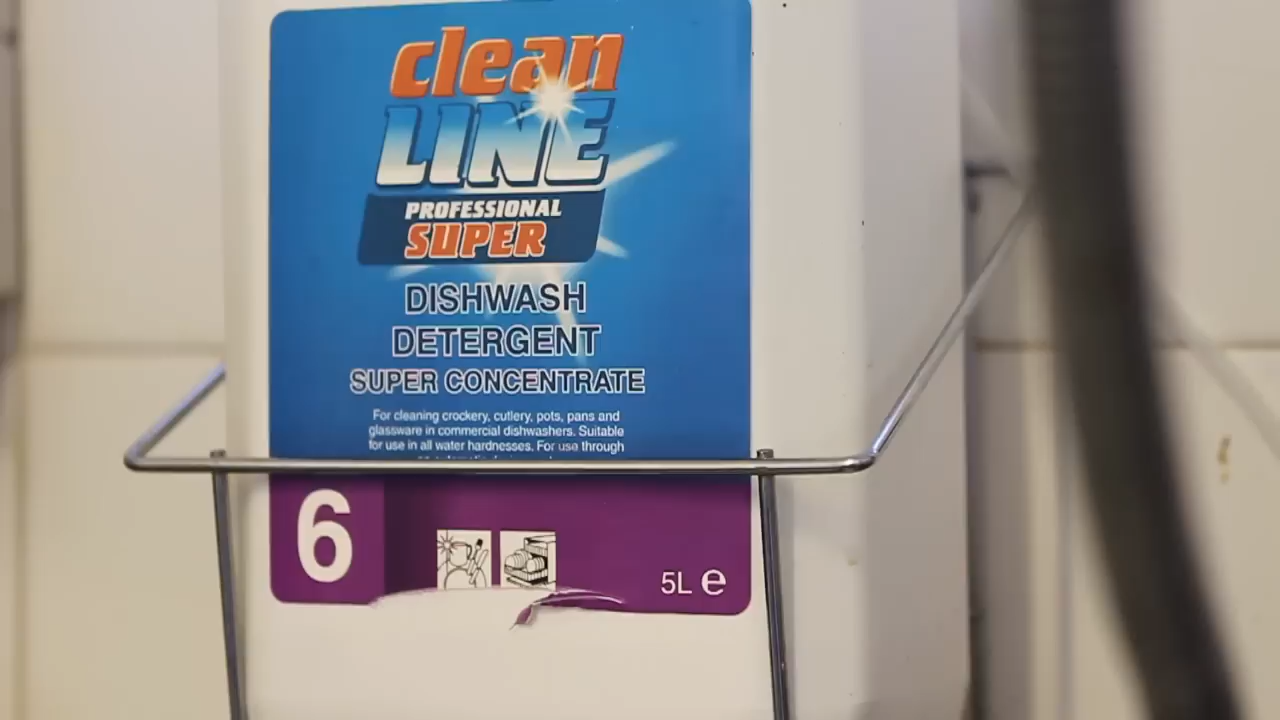 clean
LINE
PROFESSIONAL
SUPER
DISHWASH
DETERGENT
SUPER CONCENTRATE
For cleaning crockery, cutlery, pots, pans and
glassware in commercial dishwashers. Suitable
for use in all water hardnesses. For use through
6
5L e